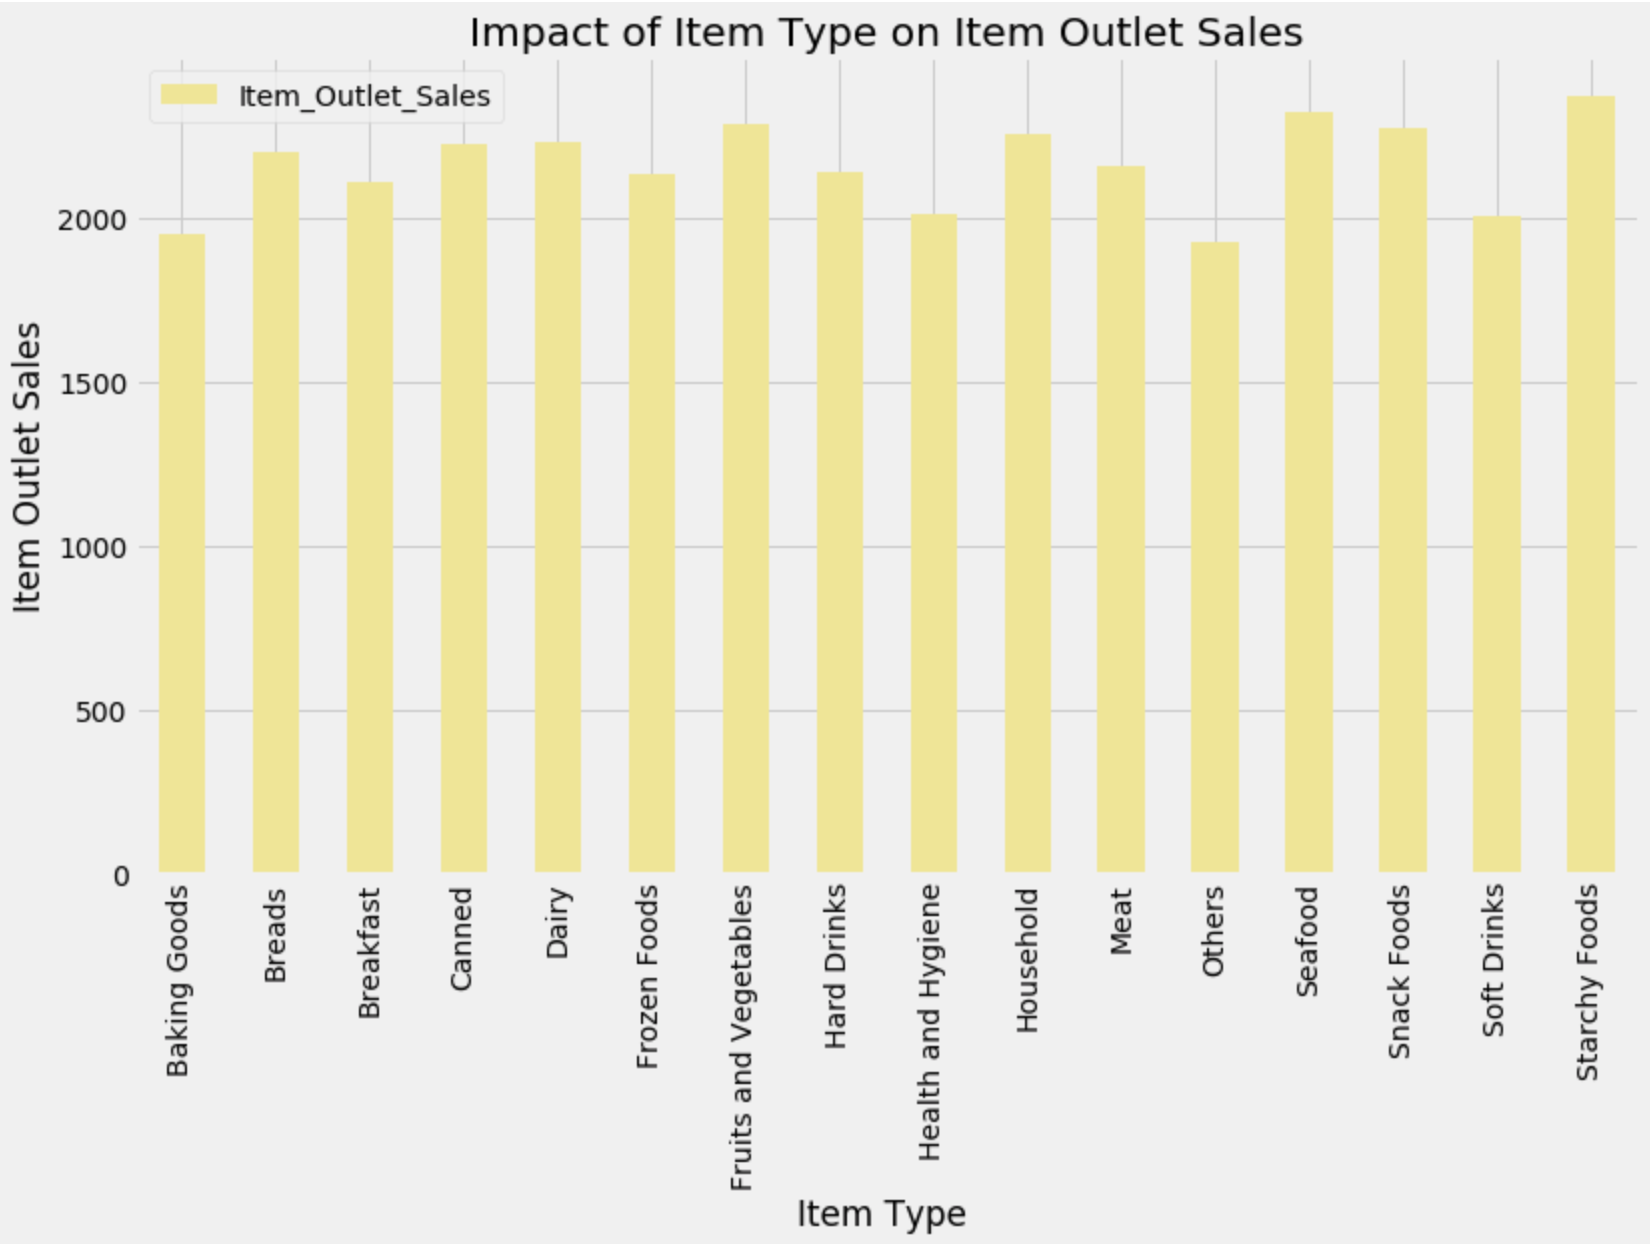 Impact of Item Type on Item Outlet Sales
Item_Outlet_Sales
Item Outlet Sales
2000
1500
1000
500
0
Baking Goods
Breads
Breakfast
Canned
Dairy
Frozen Foods
Fruits and Vegetables
Hard Drinks
Health and Hygiene
Household
Meat
Others
Seafood
Snack Foods
Soft Drinks
Starchy Foods
Item Type